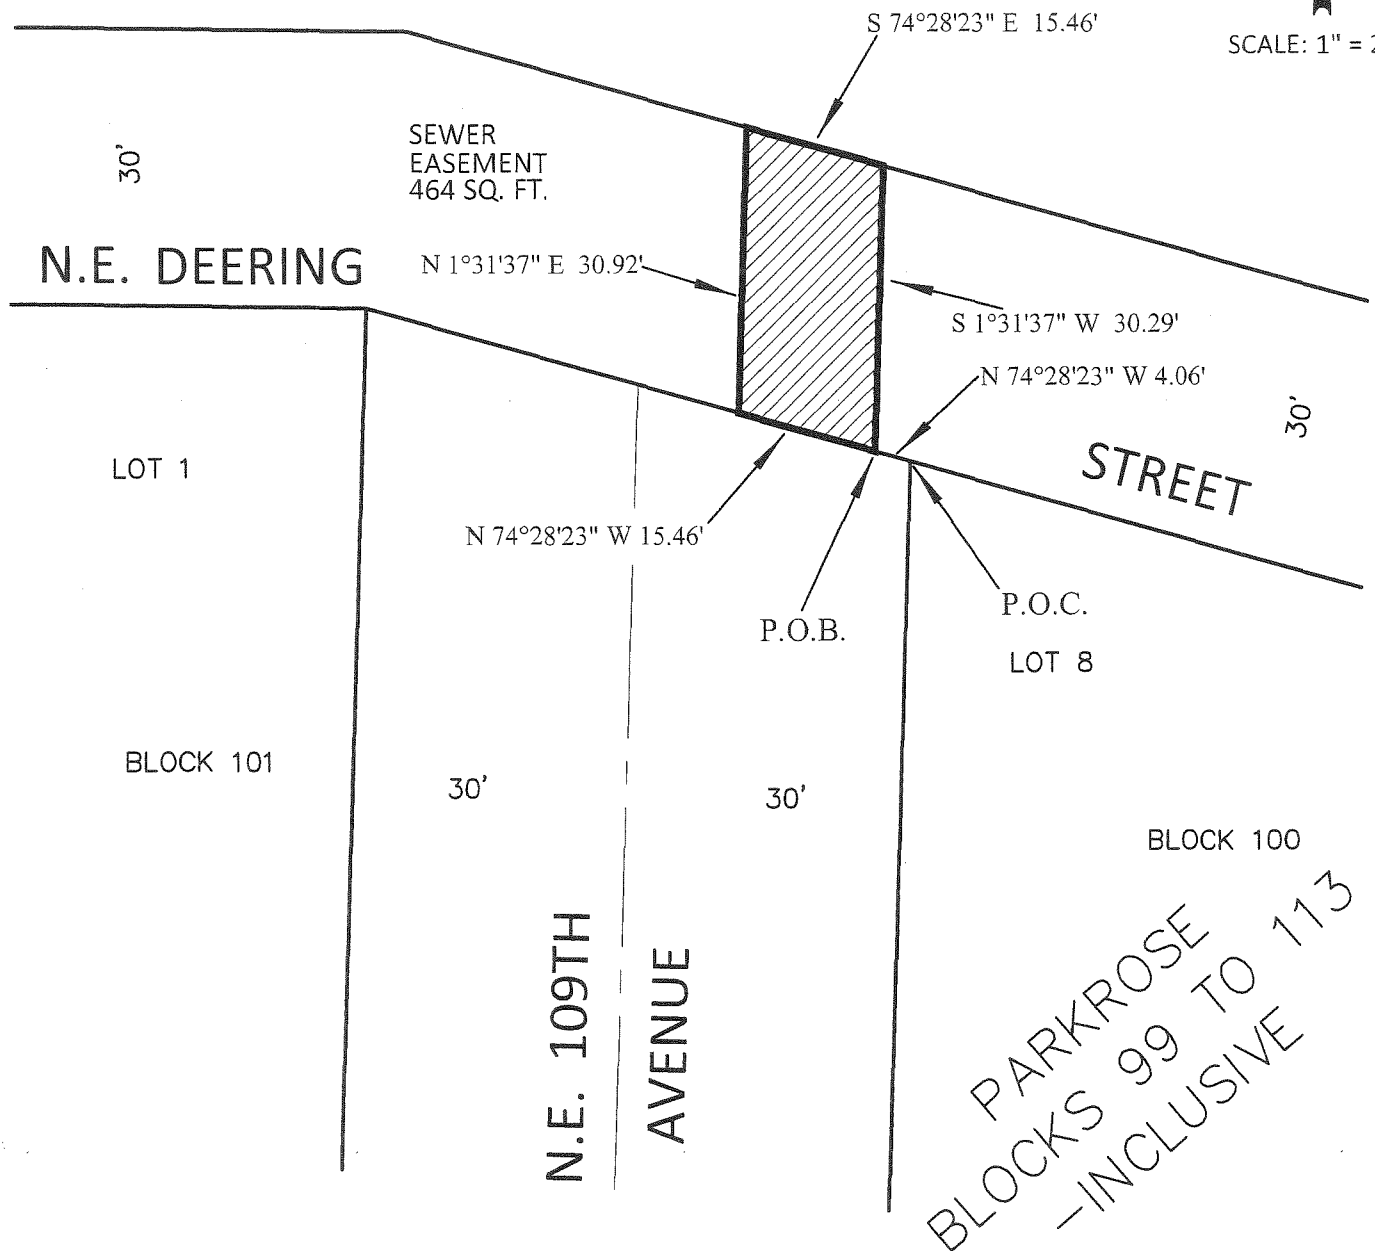 S 74°28'23" E 15.46'
SCALE: 1" = 2
SEWER
EASEMENT
464 SQ. FT.
30'
N.E. DEERING
N 1°31'37" E 30.92'
S 1°31'37" W 30.29'
N 74°28'23" W 4.06'
30'
STREET
LOT 1
N 74°28'23" W 15.46'
P.O.B.
P.O.C.
LOT 8
BLOCK 101
30'
30'
BLOCK 100
N.E. 109TH
AVENUE
PARKROSE
BLOCKS 99 TO 113
-INCLUSIVE